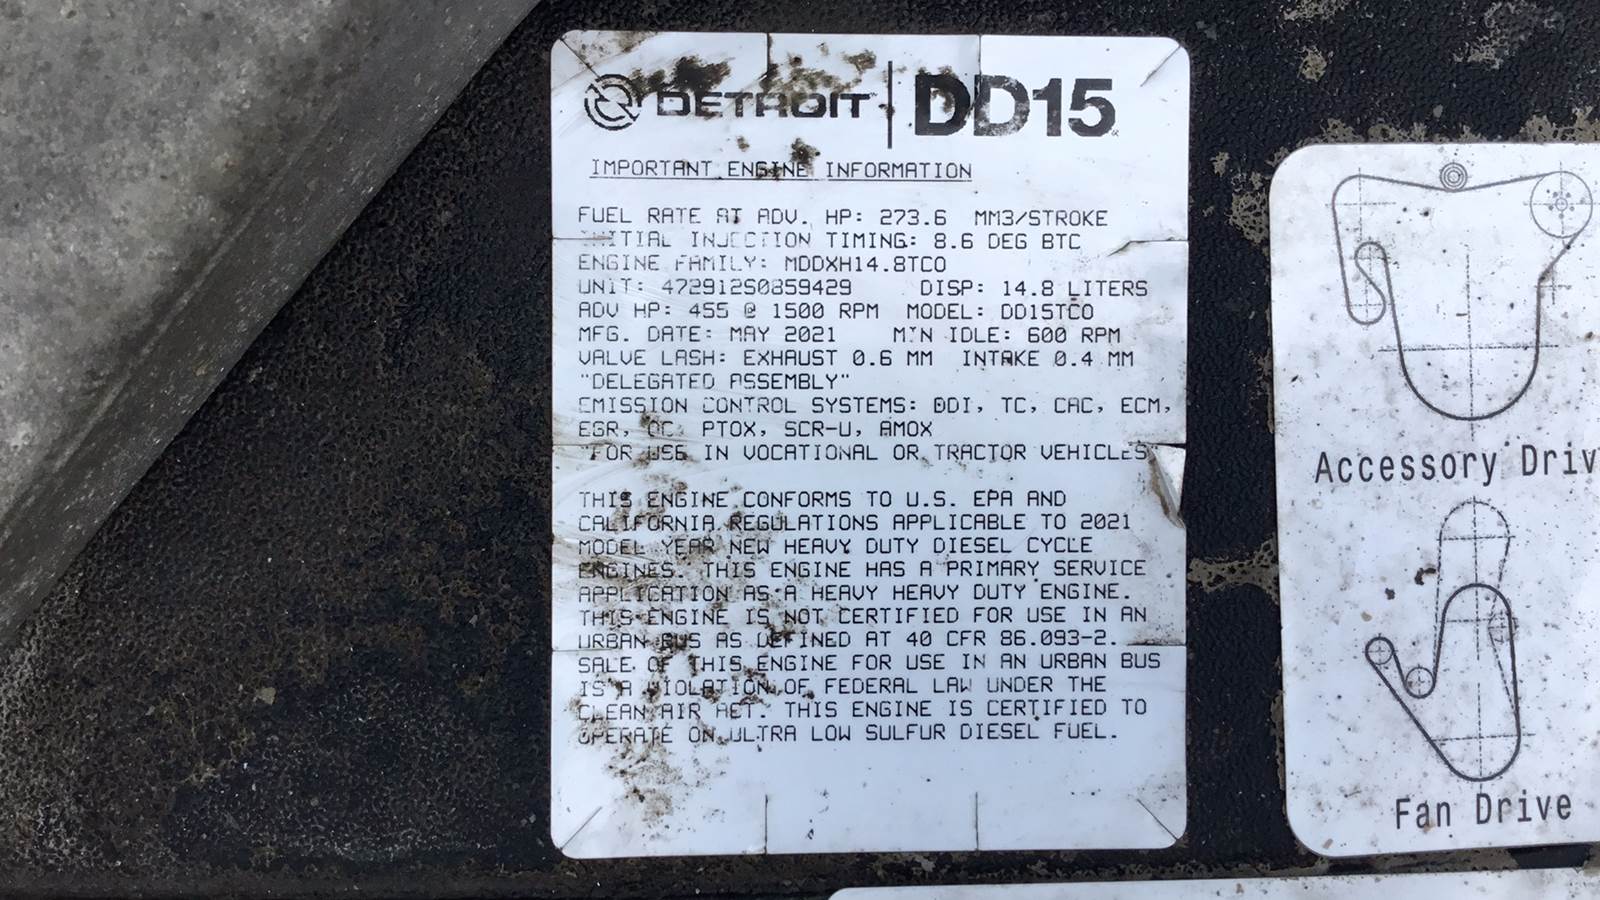 DETROIT | DD15
IMPORTANT ENGINE INFORMATION
FUEL RATE AT ADV. HP: 273.6 MM3/STROKE
INITIAL INJECTION TIMING: 8.6 DEG BTC
ENGINE FAMILY: MDDXH14.8TCO
UNIT: 472912S0859429 DISP: 14.8 LITERS
ADV HP: 455 @ 1500 RPM MODEL: DD15TCO
MFG. DATE: MAY 2021 MIN IDLE: 600 RPM
VALVE LASH: EXHAUST 0.6 MM INTAKE 0.4 MM
"DELEGATED ASSEMBLY"
EMISSION CONTROL SYSTEMS: DDI, TC, CAC, ECM,
EGR, OC, PTOX, SCR-U, AMOX
"FOR USE IN VOCATIONAL OR TRACTOR VEHICLES"
THIS ENGINE CONFORMS TO U.S. EPA AND
CALIFORNIA REGULATIONS APPLICABLE TO 2021
MODEL YEAR NEW HEAVY DUTY DIESEL CYCLE
ENGINES. THIS ENGINE HAS A PRIMARY SERVICE
APPLICATION AS A HEAVY HEAVY DUTY ENGINE.
THIS ENGINE IS NOT CERTIFIED FOR USE IN AN
URBAN BUS AS DEFINED AT 40 CFR 86.093-2.
SALE OF THIS ENGINE FOR USE IN AN URBAN BUS
IS A VIOLATION OF FEDERAL LAW UNDER THE
CLEAN AIR ACT. THIS ENGINE IS CERTIFIED TO
OPERATE ON ULTRA LOW SULFUR DIESEL FUEL.
Accessory Driv
Fan Drive